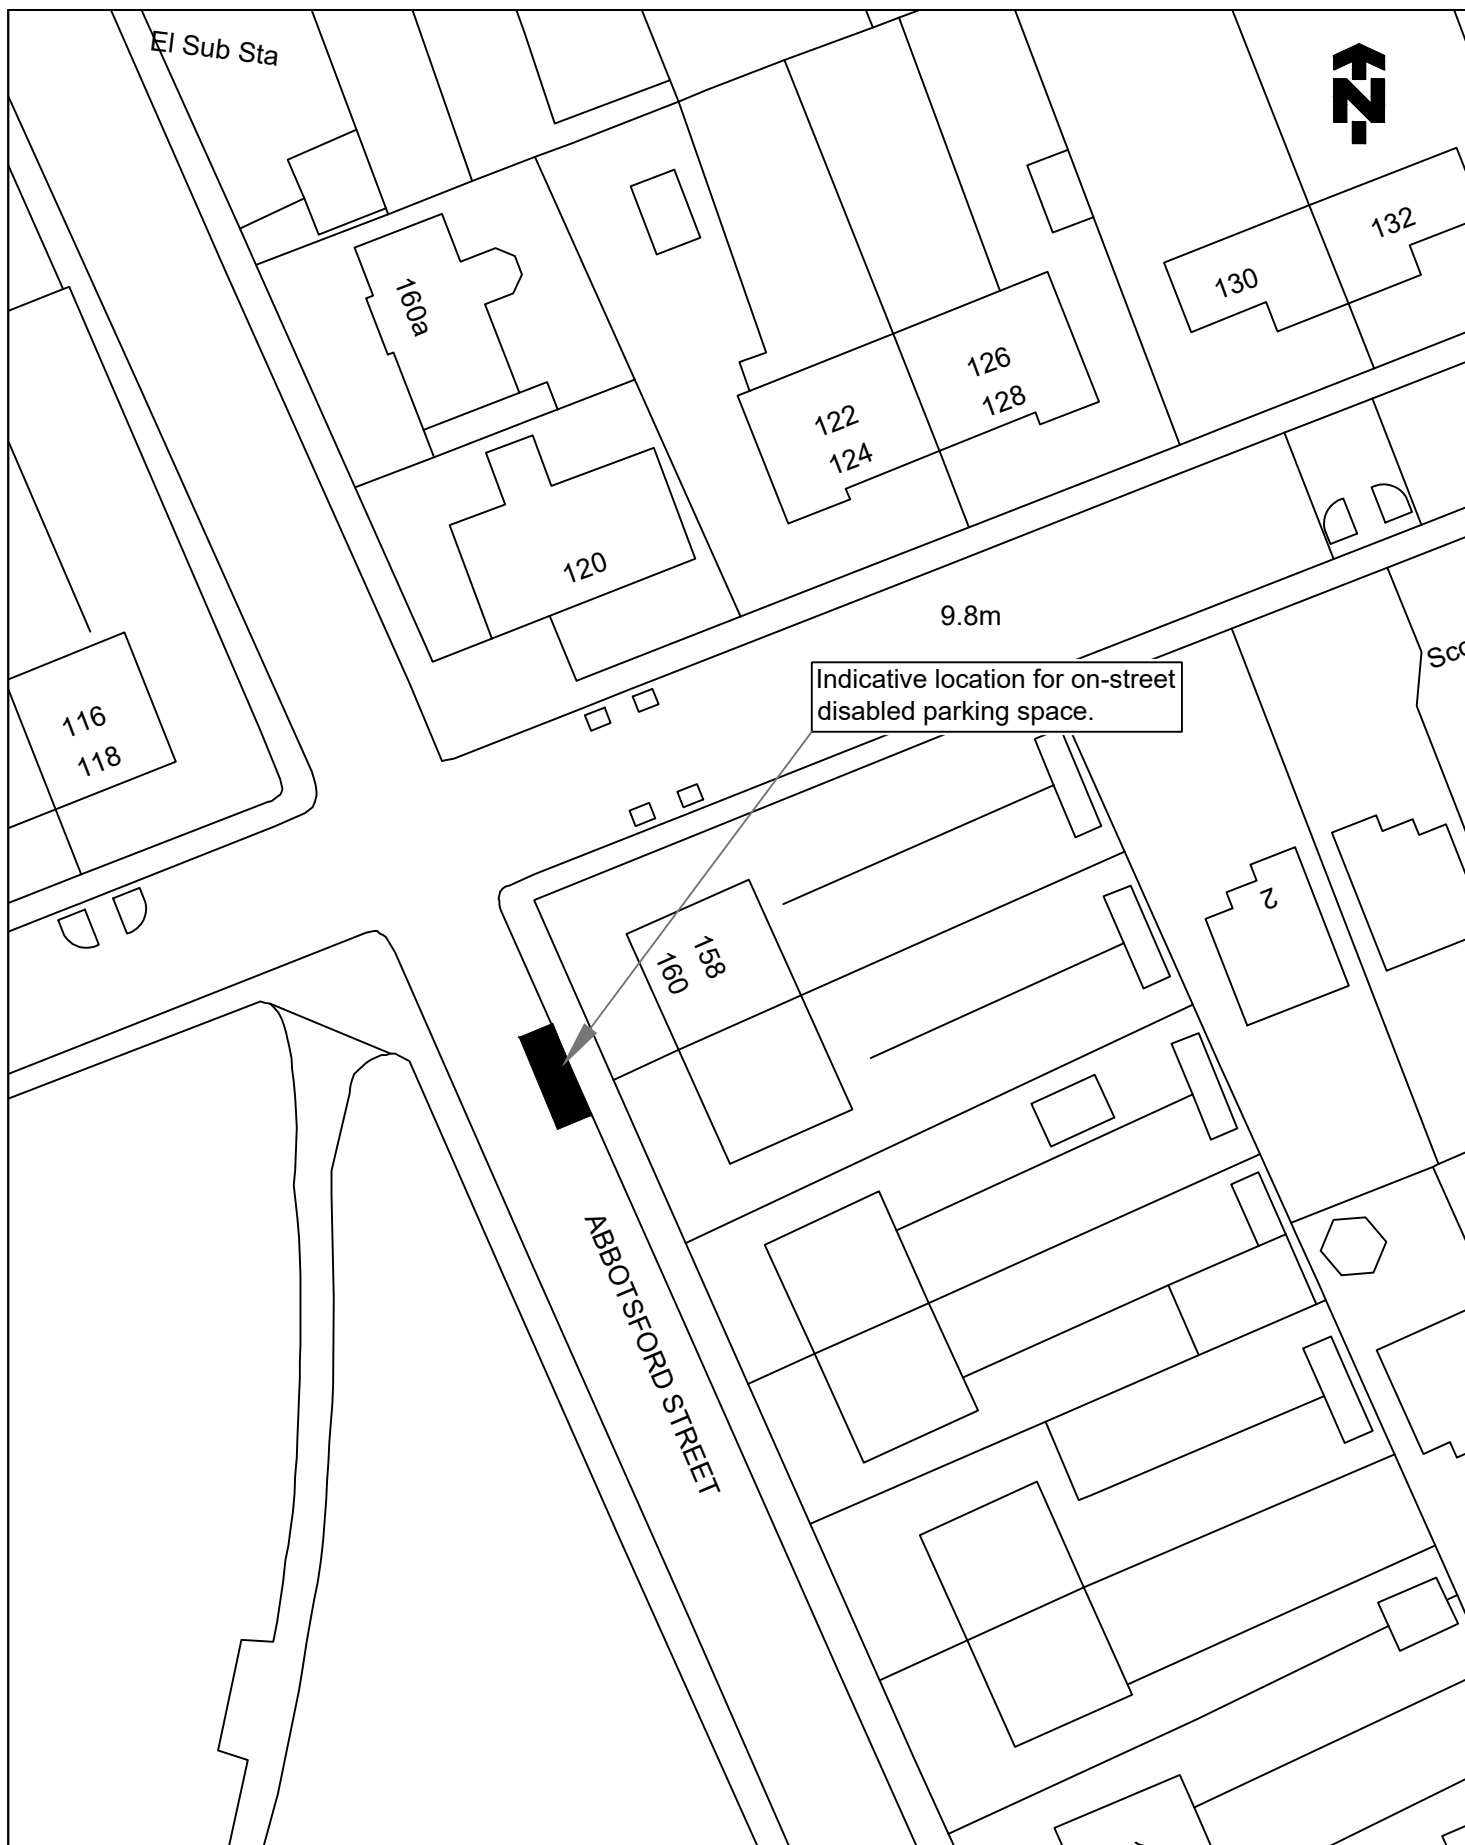 El Sub Sta
N
132
130
160a
126
128
122
124
120
9.8m
Indicative location for on-street
disabled parking space.
116
118
2
158
160
ABBOTSFORD STREET